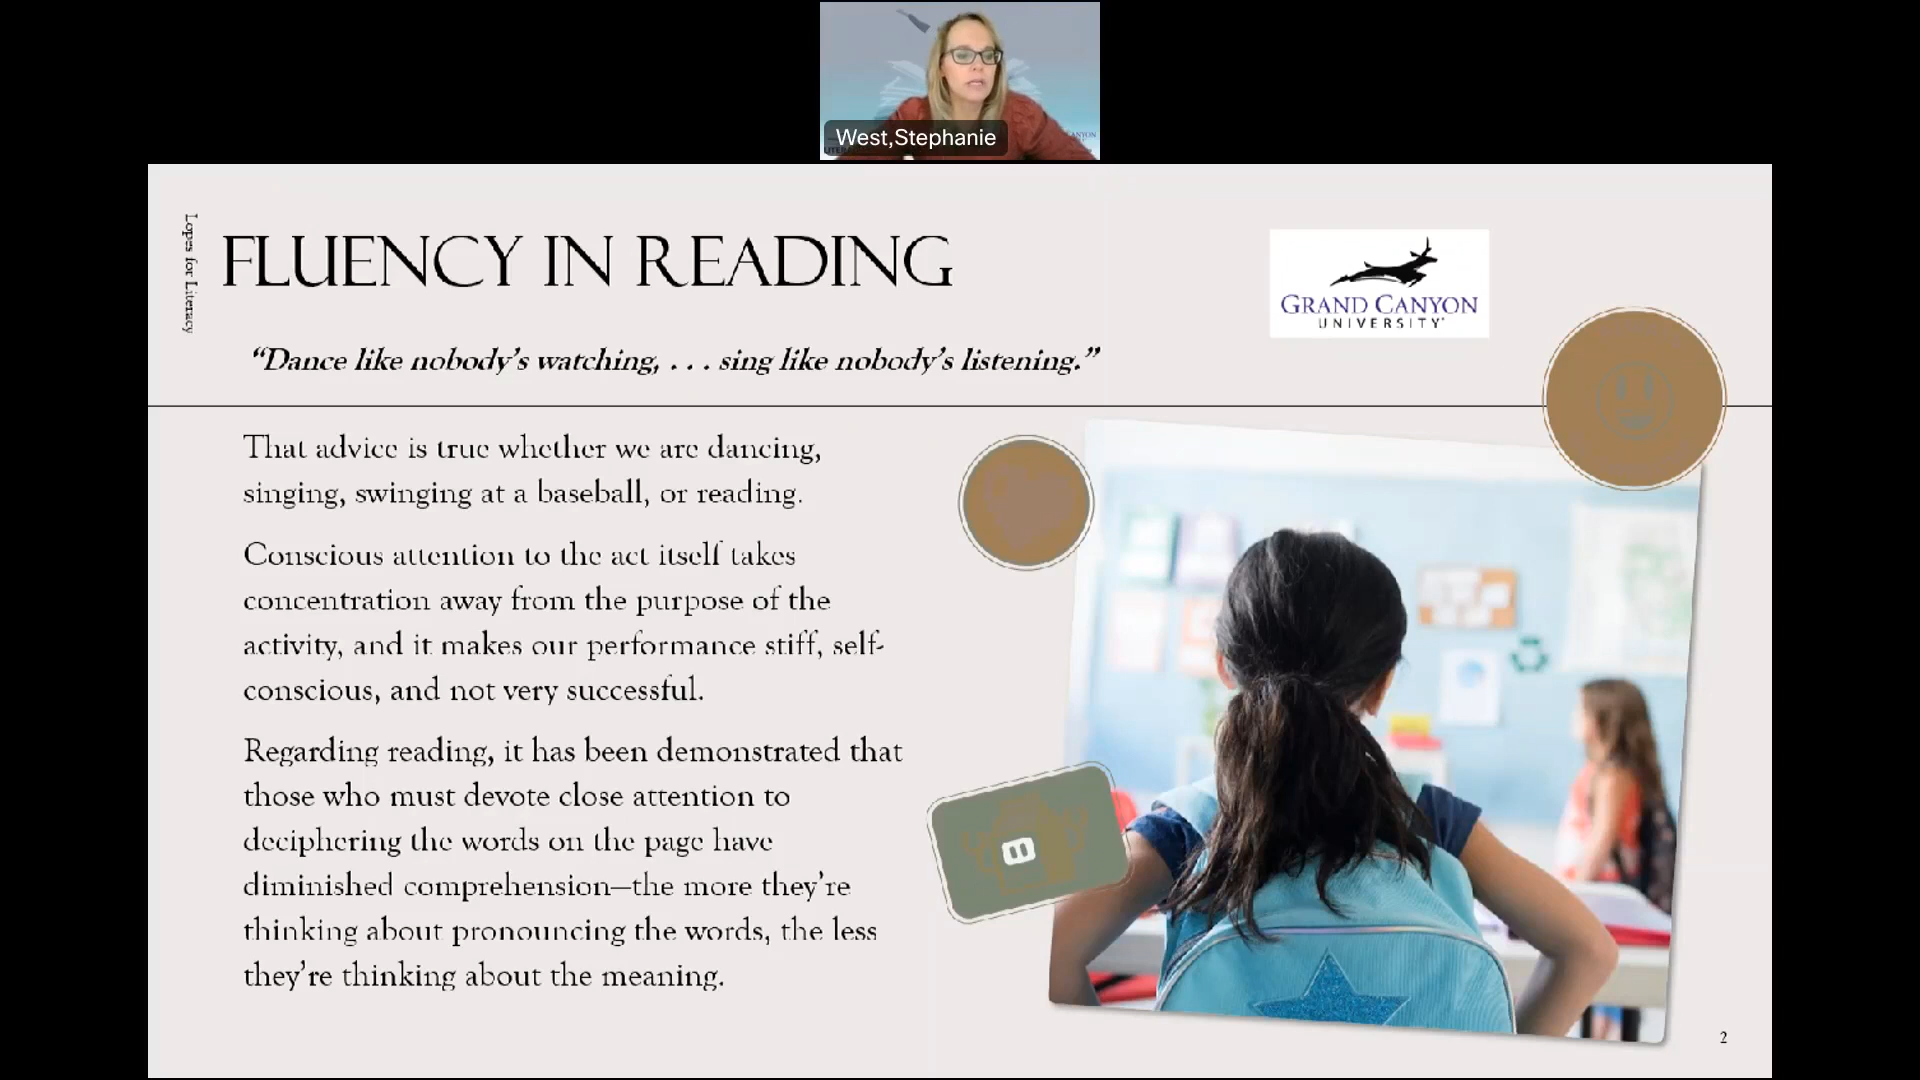 West,Stephanie
Lopes for Literacy
FLUENCY IN READING
GRAND CANYON
UNIVERSITY
“Dance like nobody’s watching, . . . sing like nobody’s listening.”
That advice is true whether we are dancing,
singing, swinging at a baseball, or reading.
Conscious attention to the act itself takes
concentration away from the purpose of the
activity, and it makes our performance stiff, self-
conscious, and not very successful.
Regarding reading, it has been demonstrated that
those who must devote close attention to
deciphering the words on the page have
diminished comprehension—the more they’re
thinking about pronouncing the words, the less
they’re thinking about the meaning.
2